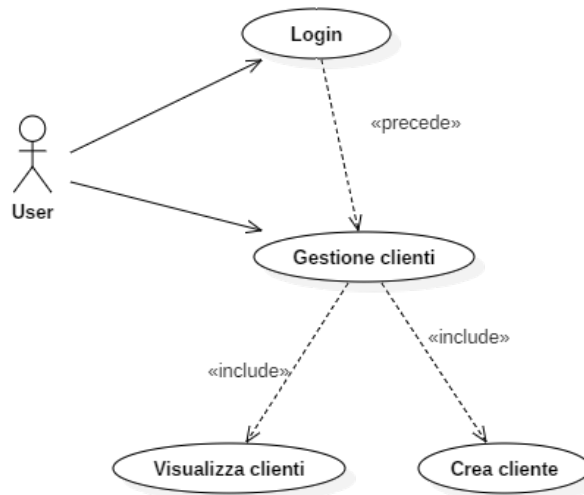 Login
«precede»
User
Gestione clienti
«include»
«include»
Visualizza clienti
Crea cliente